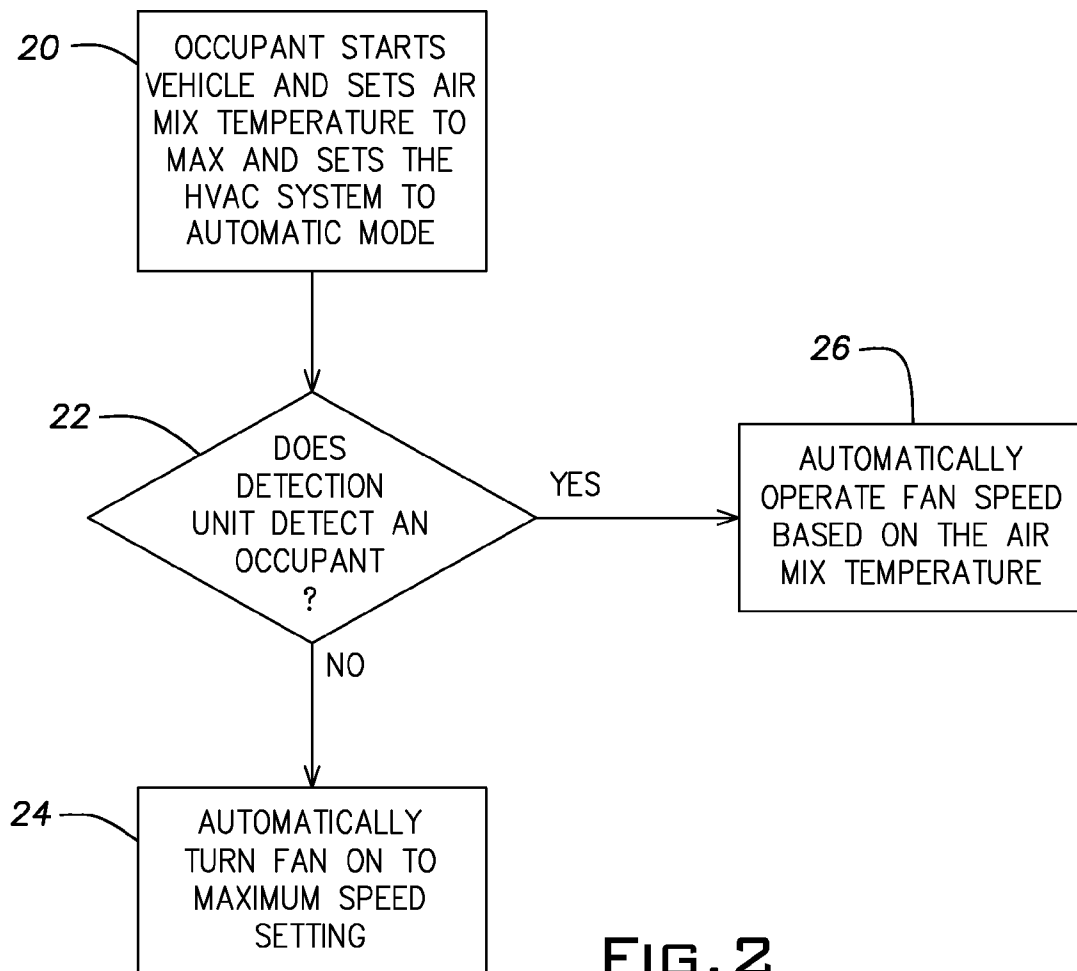 20
OCCUPANT STARTS
VEHICLE AND SETS AIR
MIX TEMPERATURE TO
MAX AND SETS THE
HVAC SYSTEM TO
AUTOMATIC MODE
22
DOES
DETECTION
UNIT DETECT AN
OCCUPANT
?
YES
26
AUTOMATICALLY
OPERATE FAN SPEED
BASED ON THE AIR
MIX TEMPERATURE
NO
24
AUTOMATICALLY
TURN FAN ON TO
MAXIMUM SPEED
SETTING
FIG. 2